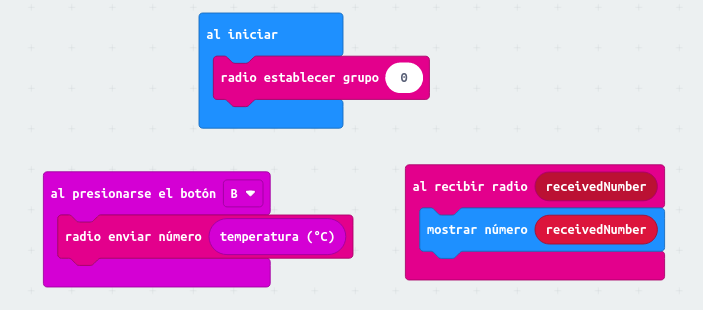 al iniciar
radio establecer grupo 0
al presionarse el botón B
radio enviar número temperatura (°C)
al recibir radio receivedNumber
mostrar número receivedNumber